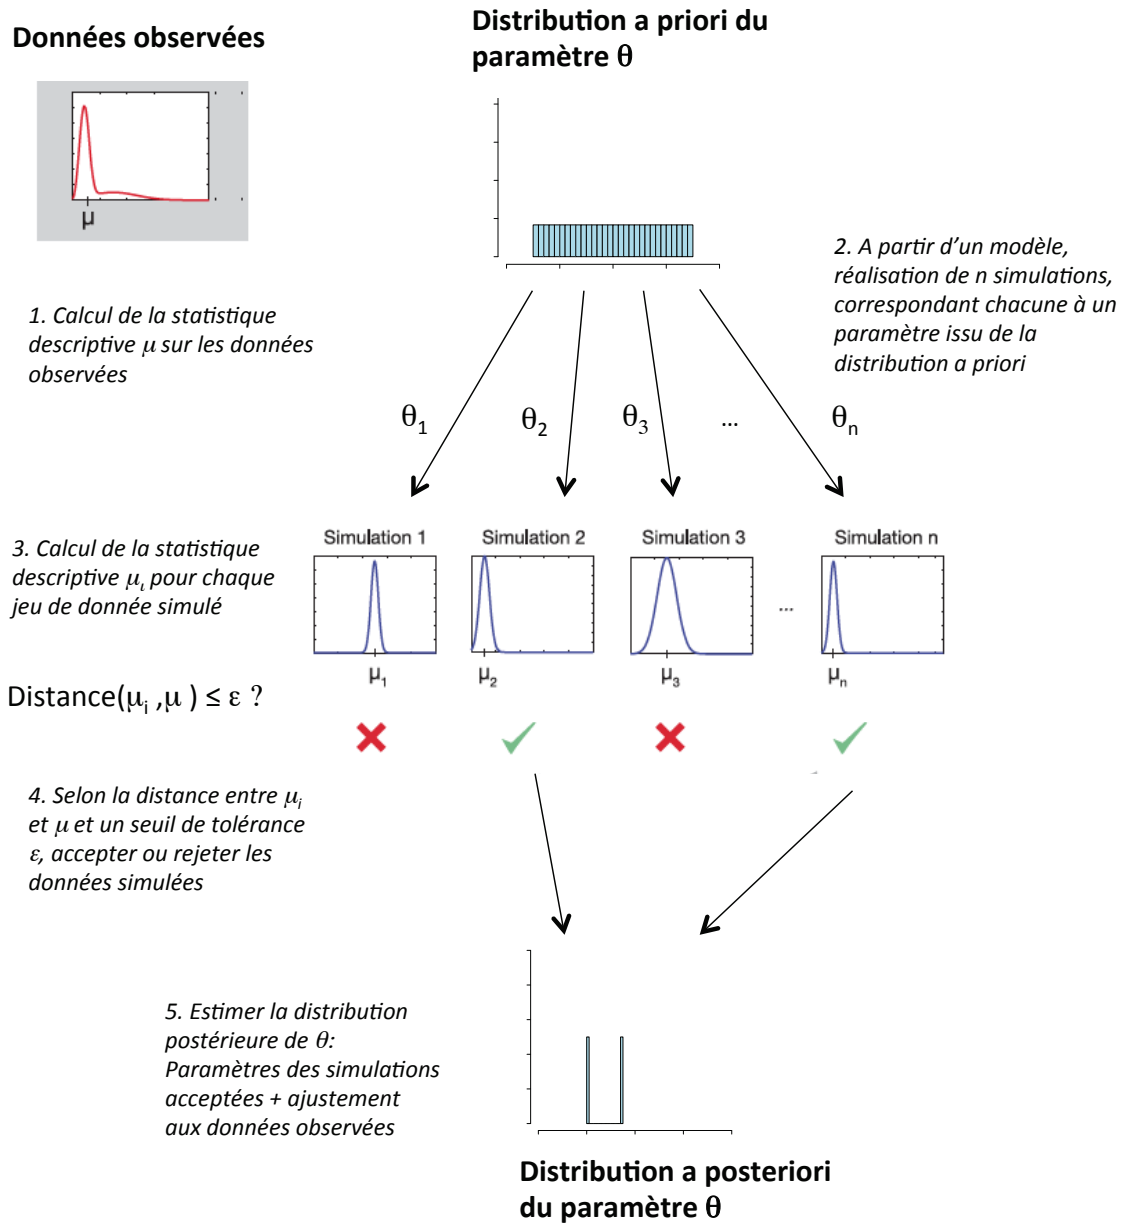 Données observées
Distribution a priori du
paramètre θ
μ
1. Calcul de la statistique
descriptive μ sur les données
observées
2. A partir d'un modèle,
réalisation de n simulations,
correspondant chacune à un
paramètre issu de la
distribution a priori
θ1 θ2 θ3 ... θn
3. Calcul de la statistique
descriptive μι pour chaque
jeu de donnée simulé
Simulation 1 Simulation 2 Simulation 3 Simulation n
...
μ1 μ2 μ3 μn
Distance(μi ,μ ) ≤ ε ?
4. Selon la distance entre μi
et μ et un seuil de tolérance
ε, accepter ou rejeter les
données simulées
5. Estimer la distribution
postérieure de θ:
Paramètres des simulations
acceptées + ajustement
aux données observées
Distribution a posteriori
du paramètre θ